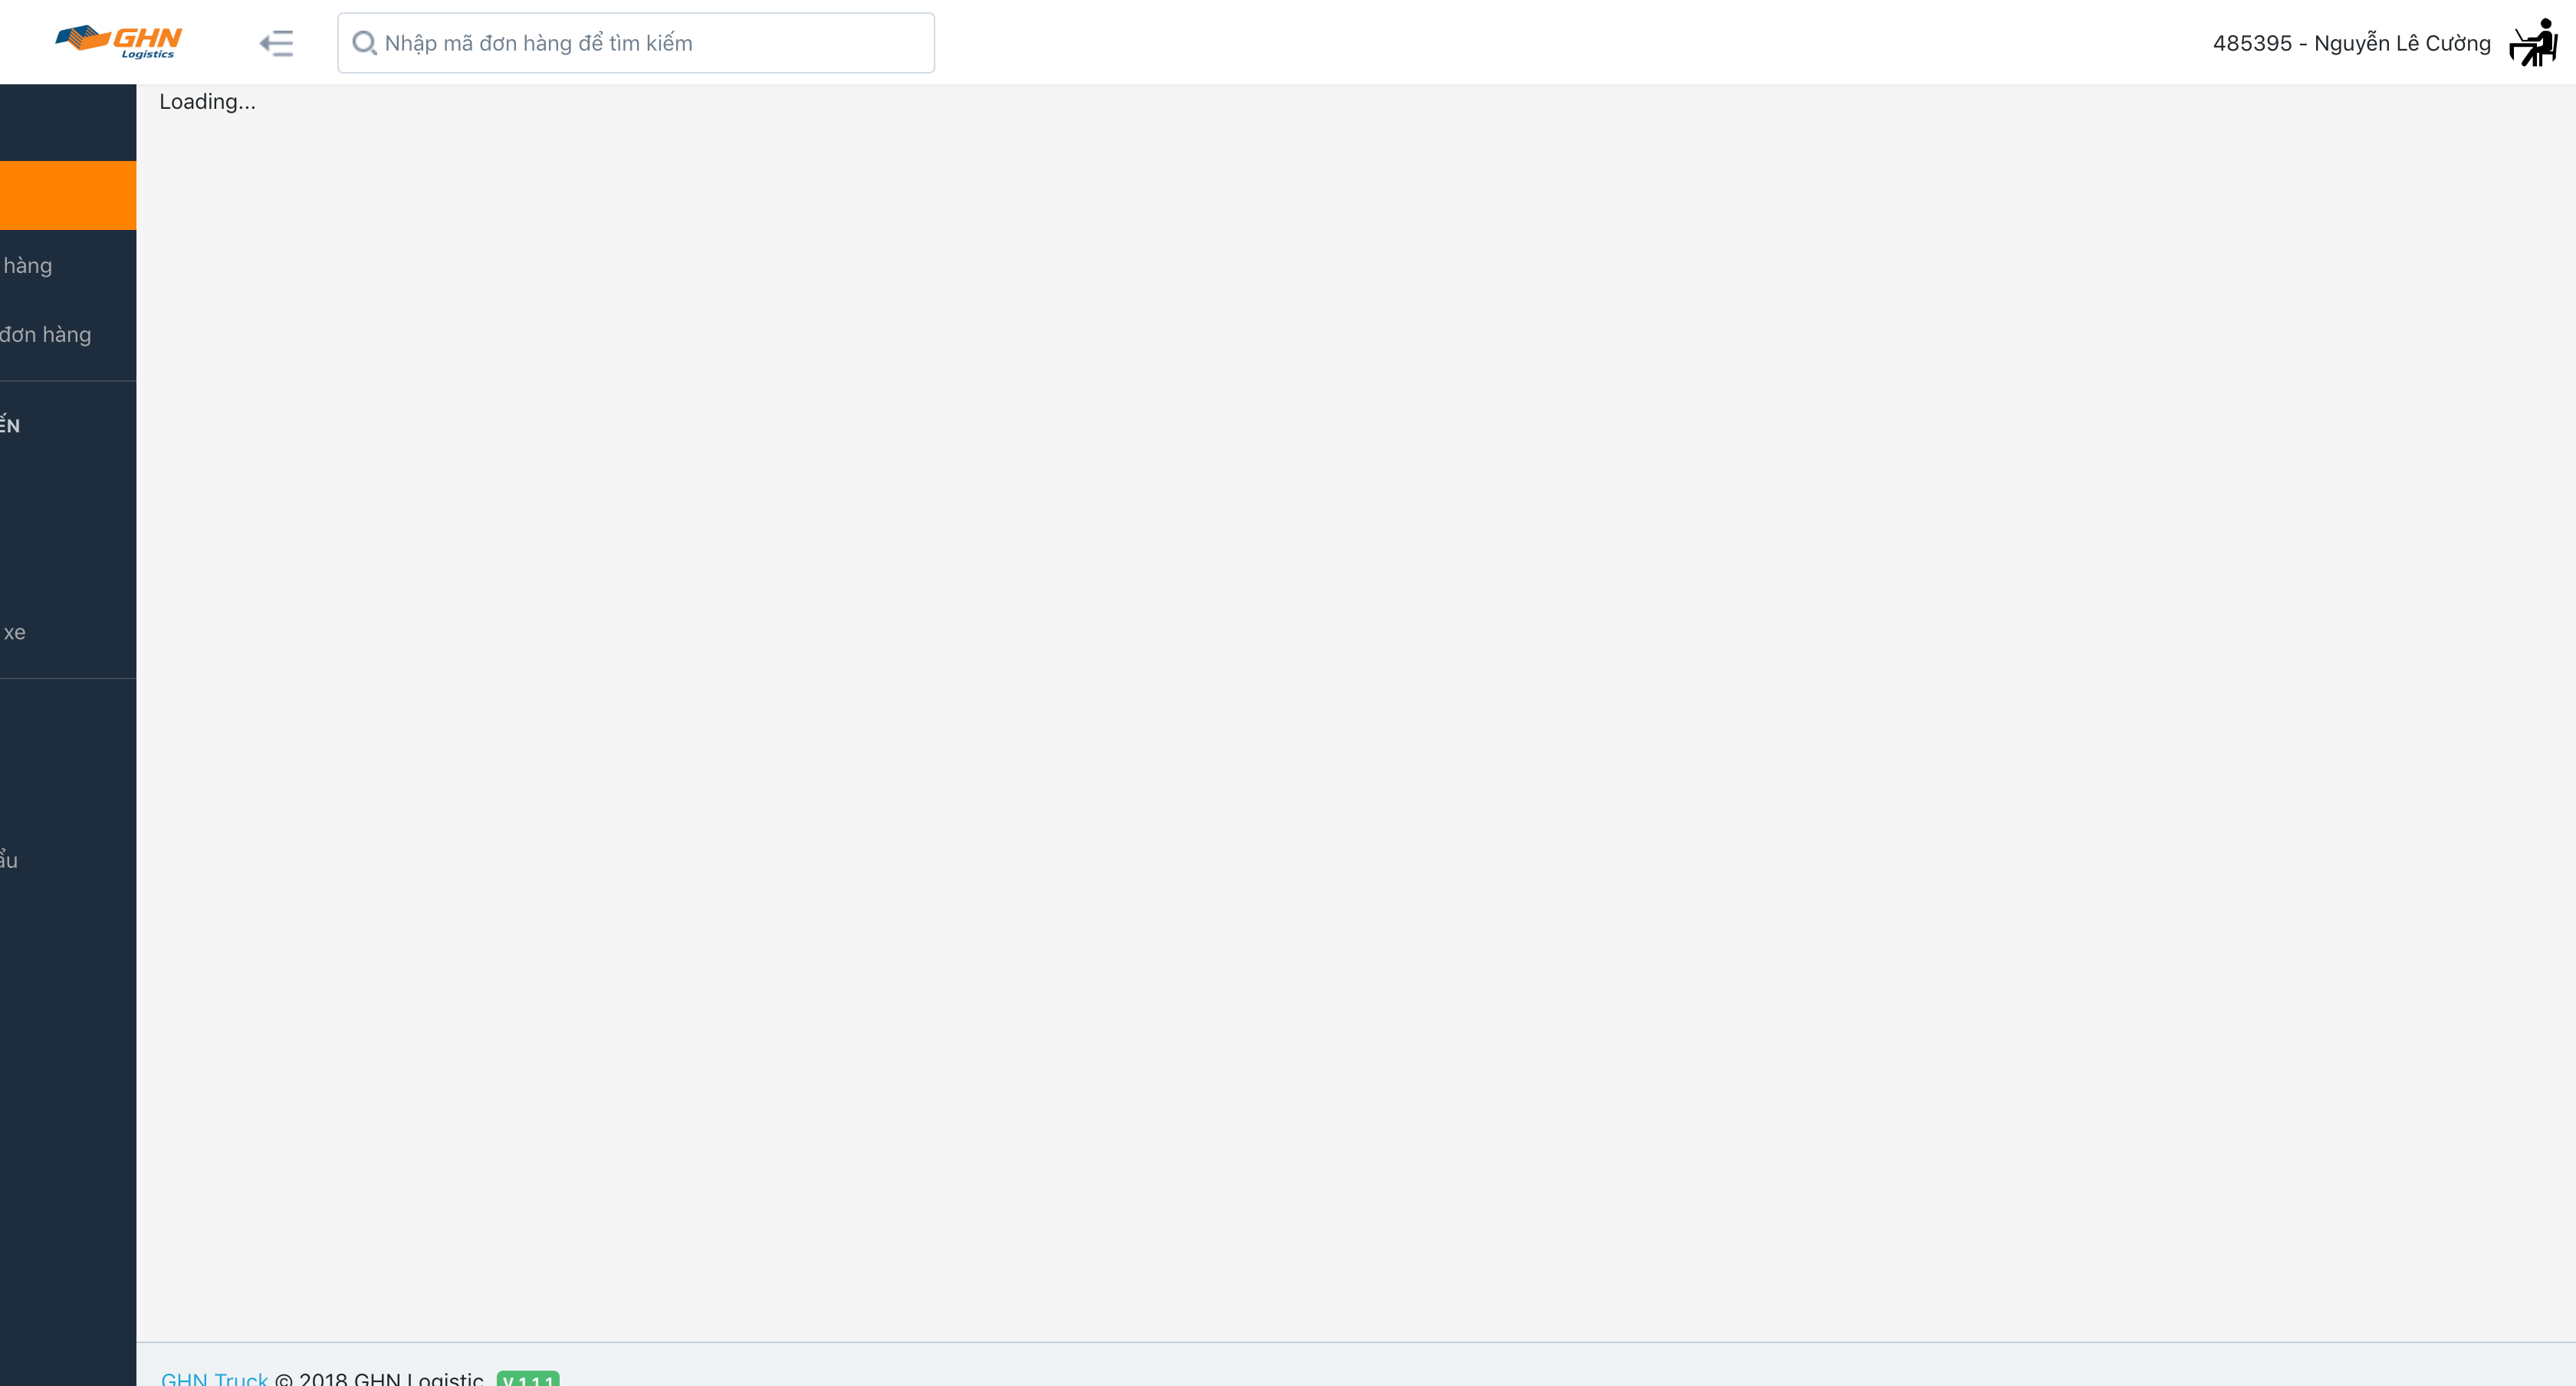 GHN
Logistics
Nhập mã đơn hàng để tìm kiếm
485395 - Nguyễn Lê Cường
Loading...
hàng
đơn hàng
ẾN
xe
ẩu
GHN Truck © 2018 GHN Logistic V 1.1.1